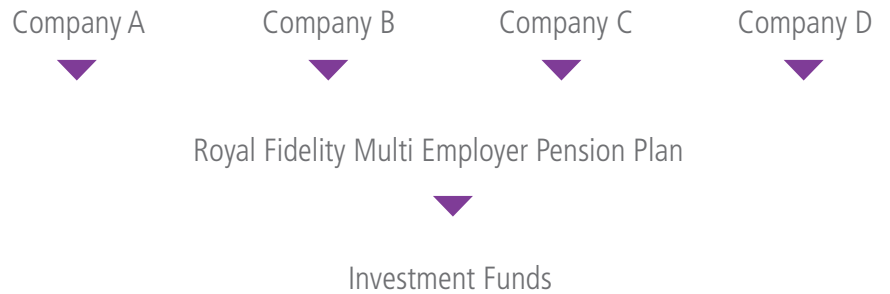 Company A Company B Company C Company D
Royal Fidelity Multi Employer Pension Plan
Investment Funds